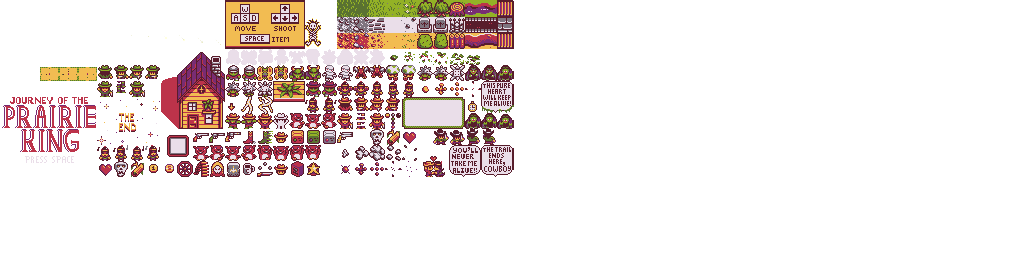 W
A S D
MOVE SHOOT
SPACE ITEM
THIS PURE
HEART
WILL KEEP
ME ALIVE!
JOURNEY OF THE
PRAIRIE
KING
PRESS SPACE
THE
END
YOU'LL
NEVER
TAKE ME
ALIVE!!
THE TRAIL
ENDS
HERE,
COWBOY